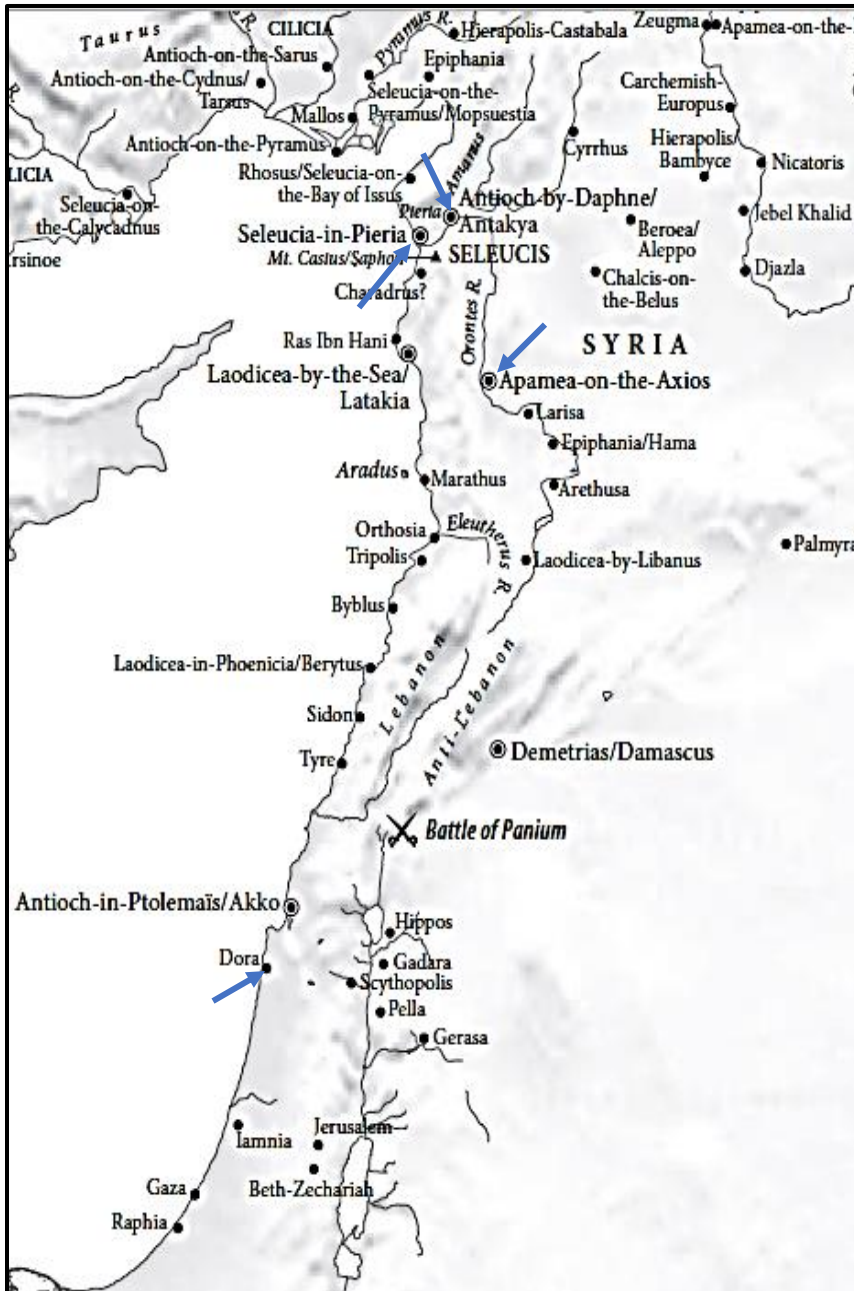 Taurus
R.
CILICIA
Antioch-on-the-Sarus
Antioch-on-the-Cydnus/
Tarsus
Pyramus R.
Hierapolis-Castabala
Zeugma
Apamea-on-the-
Epiphania
Seleucia-on-the-
Pyramus/Mopsuestia
Mallos
Carchemish-
Europus
Antioch-on-the-Pyramus
R.
LICIA
Rhosus/Seleucia-on-
the-Bay of Issus
Amanus
Cyrrhus
Hierapolis/
Bambyce
Nicatoris
Seleucia-on-
the-Calycadnus
Pieria
Antioch-by-Daphne/
Antakya
Beroea/
Aleppo
Jebel Khalid
rsinoe
Seleucia-in-Pieria
Mt. Casius/Ṣaphon
SELEUCIS
Chalcis-on-
the-Belus
Djazla
Charadrus?
Orontes R.
Ras Ibn Hani
SYRIA
Laodicea-by-the-Sea/
Latakia
Apamea-on-the-Axios
Larisa
Epiphania/Hama
Aradus
Marathus
Arethusa
Orthosia
Eleutherus R.
Palmyra
Tripolis
Laodicea-by-Libanus
Byblus
Laodicea-in-Phoenicia/Berytus
Lebanon
Anti-Lebanon
Sidon
Tyre
Demetrias/Damascus
Battle of Panium
Antioch-in-Ptolemaïs/Akko
Hippos
Dora
Gadara
Scythopolis
Pella
Gerasa
Iamnia
Jerusalem
Beth-Zechariah
Gaza
Raphia